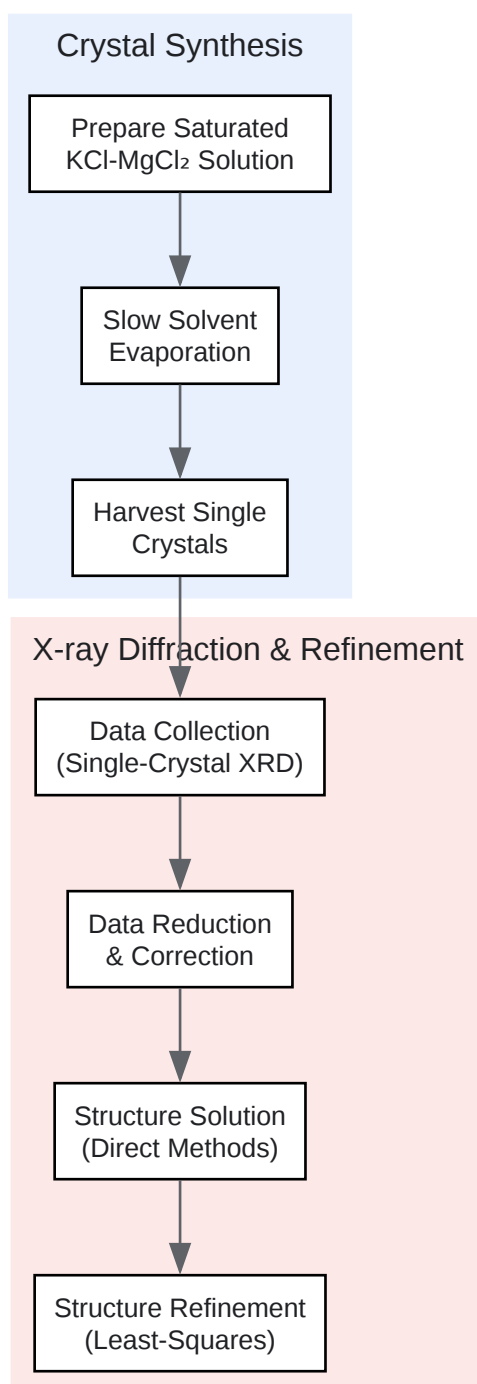 Crystal Synthesis
Prepare Saturated
KCl-MgCl₂ Solution
Slow Solvent
Evaporation
Harvest Single
Crystals
X-ray Diffraction & Refinement
Data Collection
(Single-Crystal XRD)
Data Reduction
& Correction
Structure Solution
(Direct Methods)
Structure Refinement
(Least-Squares)